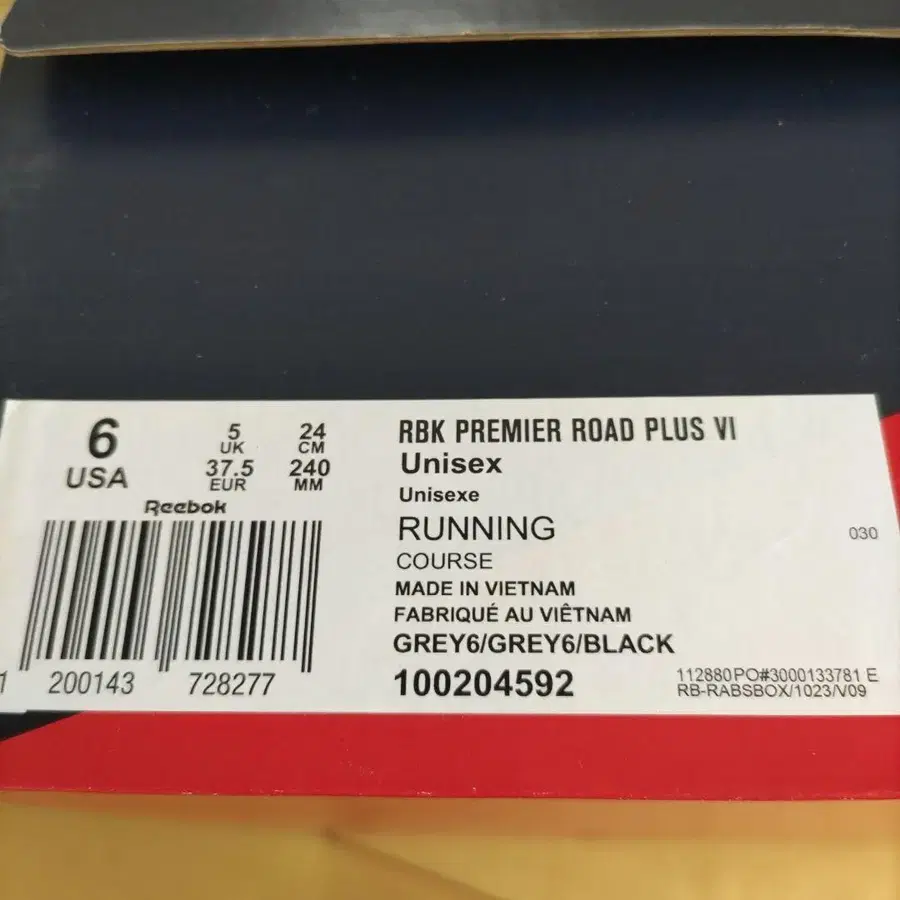 6
USA
5
UK
24
CM
37.5
EUR
240
MM
Reebok
1 200143 728277
RBK PREMIER ROAD PLUS VI
Unisex
Unisexe
RUNNING
COURSE
030
MADE IN VIETNAM
FABRIQUÉ AU VIÊTNAM
GREY6/GREY6/BLACK
100204592
112880PO#3000133781 E
RB-RABSBOX/1023/V09